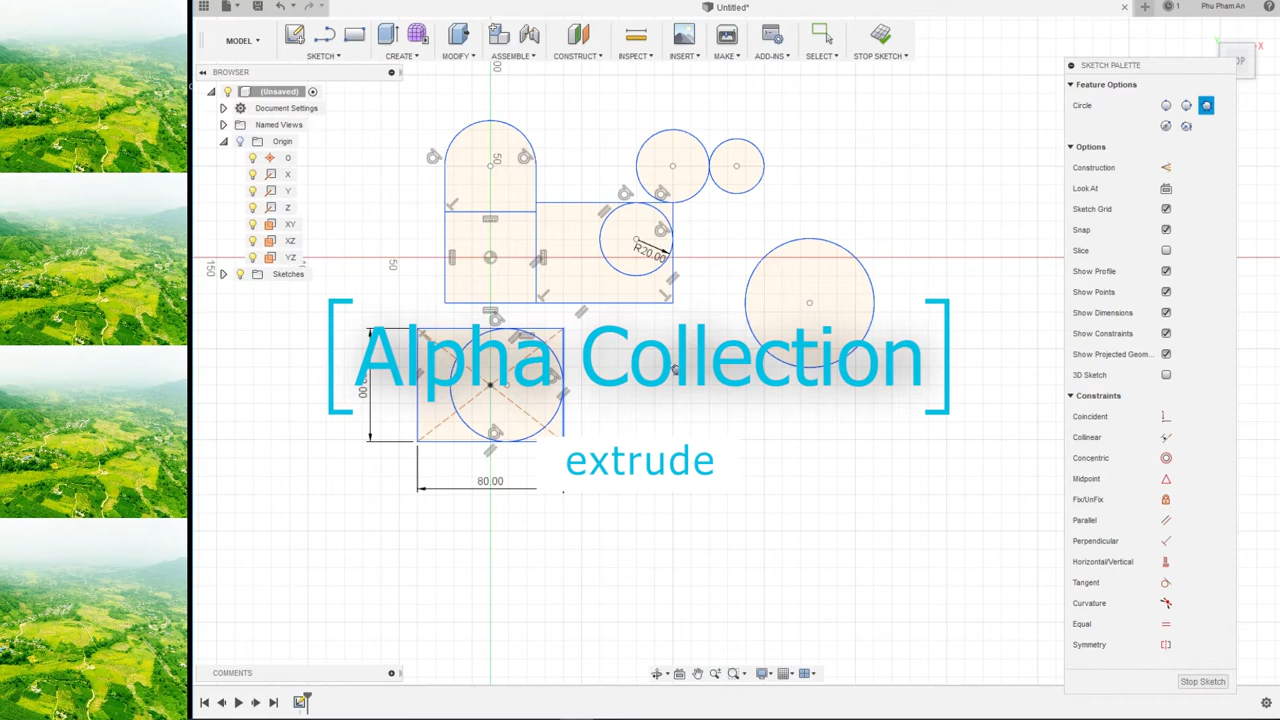 Untitled*
1
Phu Pham An
MODEL
SKETCH
CREATE
MODIFY
ASSEMBLE
CONSTRUCT
INSPECT
INSERT
MAKE
ADD-INS
SELECT
STOP SKETCH
BROWSER
(Unsaved)
Document Settings
Named Views
Origin
O
X
Y
Z
XY
XZ
YZ
Sketches
50
150
50
R20.00
80.00
Alpha Collection
extrude
X
SKETCH PALETTE
Feature Options
Circle
Options
Construction
Look At
Sketch Grid
Snap
Slice
Show Profile
Show Points
Show Dimensions
Show Constraints
Show Projected Geom...
3D Sketch
Constraints
Coincident
Collinear
Concentric
Midpoint
Fix/UnFix
Parallel
Perpendicular
Horizontal/Vertical
Tangent
Curvature
Equal
Symmetry
Stop Sketch
COMMENTS